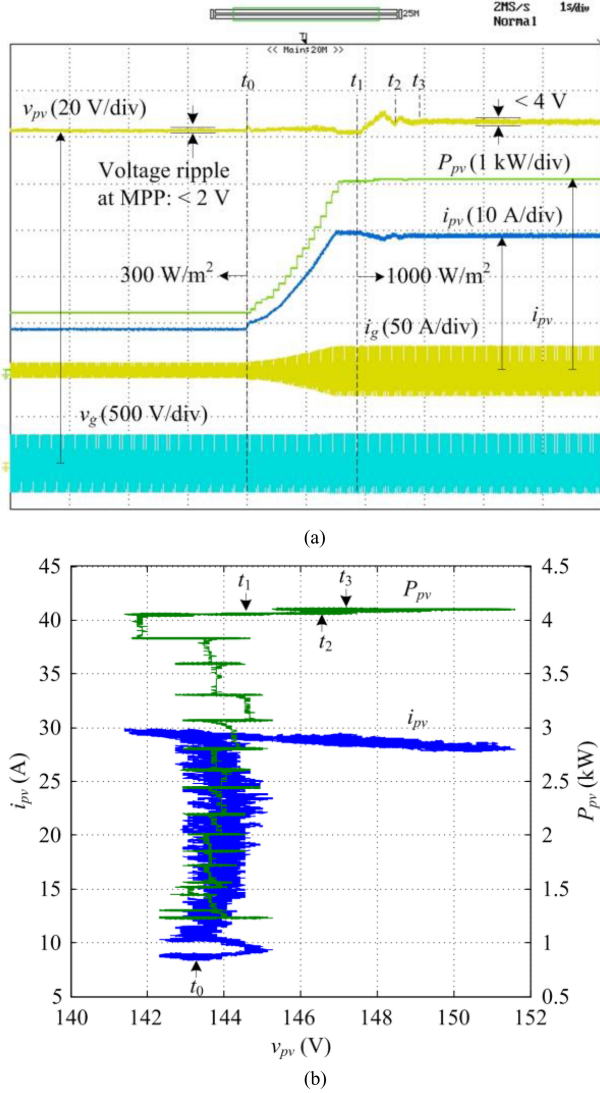 2MS/s 1s/div
Normal
25M
<< Main:20M >>
t0 t1 t2 t3
vpv (20 V/div)
< 4 V
Voltage ripple
at MPP: < 2 V
Ppv (1 kW/div)
ipv (10 A/div)
300 W/m²
1000 W/m²
ig (50 A/div)
ipv
vg (500 V/div)
(a)
45 4.5
t1 t3
Ppv
40 4
t2
35 3.5
30 3
ipv
25 2.5
20 2
15 1.5
10 1
t0
5 0.5
ipv (A)
Ppv (kW)
140 142 144 146 148 150 152
vpv (V)
(b)